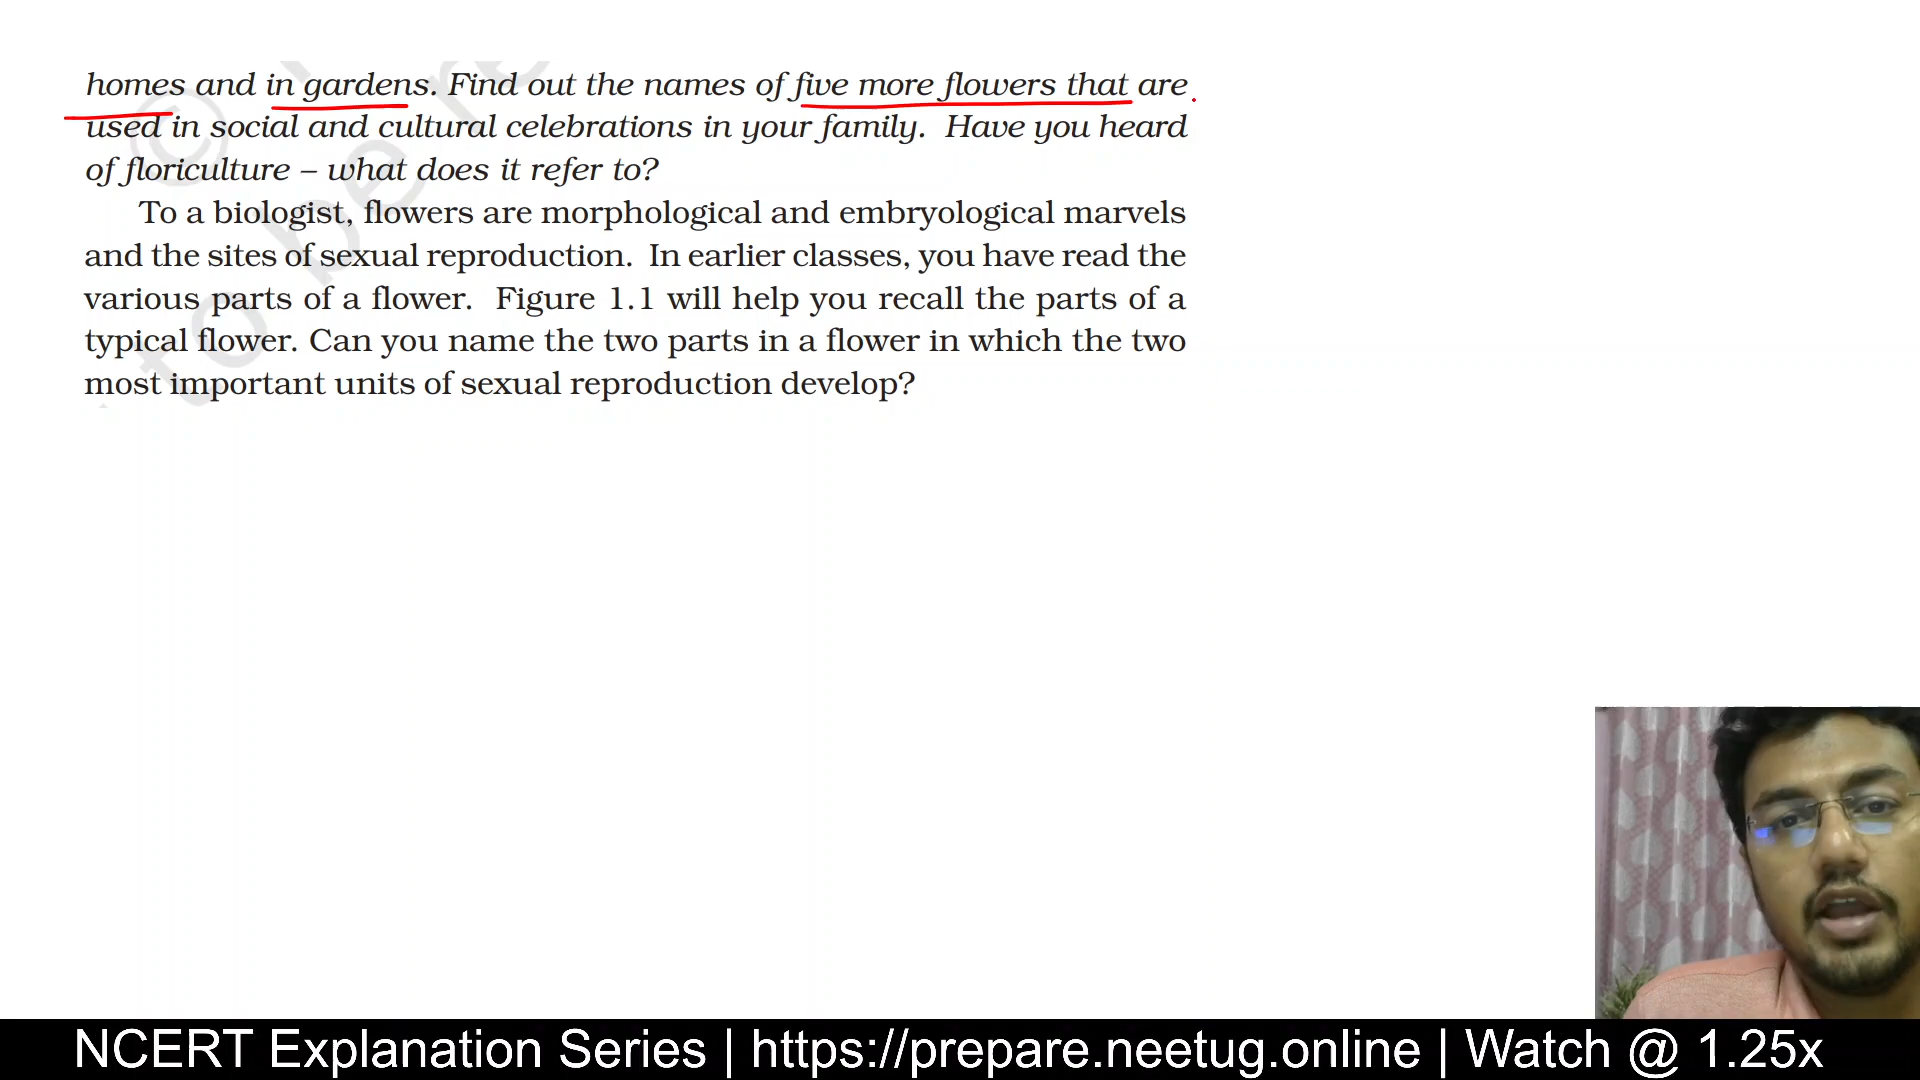 homes and in gardens. Find out the names of five more flowers that are
used in social and cultural celebrations in your family. Have you heard
of floriculture – what does it refer to?
To a biologist, flowers are morphological and embryological marvels
and the sites of sexual reproduction. In earlier classes, you have read the
various parts of a flower. Figure 1.1 will help you recall the parts of a
typical flower. Can you name the two parts in a flower in which the two
most important units of sexual reproduction develop?
NCERT Explanation Series | https://prepare.neetug.online | Watch @ 1.25x